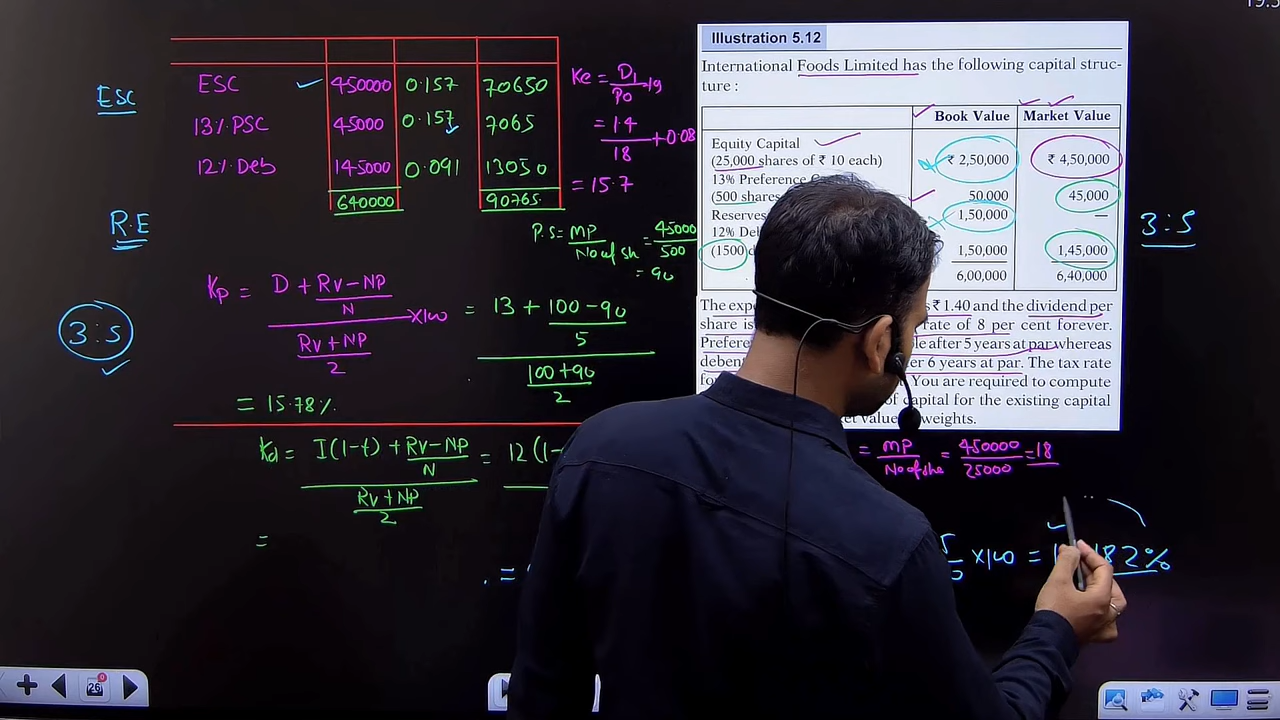 19.5
ESC
R.E
3:5
ESC 450000 0.157 70650
13%PSC 45000 0.157 7065
12%Deb 145000 0.091 13050
640000 90765
Ke = D1/P0 +g
= 1.4/18 +0.08
= 15.7
P.S = MP/No of sh = 45000/500
= 90
Kp = D + Rv-NP/N / Rv+NP/2 ×100 = 13 + 100-90/5 / 100+90/2
= 15.78%
Kd = I(1-t) + Rv-NP/N / Rv+NP/2 = 12(1-
=
. =
Illustration 5.12
International Foods Limited has the following capital struc-
ture :
Book Value Market Value
Equity Capital
(25,000 shares of ₹ 10 each) ₹ 2,50,000 ₹ 4,50,000
13% Preference
(500 shares 50,000 45,000
Reserves 1,50,000 —
12% Deb
(1500 1,50,000 1,45,000
6,00,000 6,40,000
The ₹ 1.40 and the dividend per
share is rate of 8 per cent forever.
after 5 years at par whereas
6 years at par. The tax rate
You are required to compute
of capital for the existing capital
weights.
3:5
= MP/No of she = 450000/25000 = 18
×100 = 182%
26